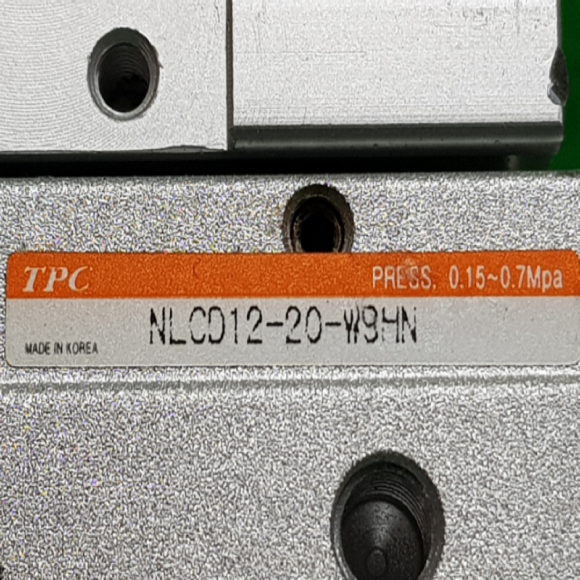 TPC PRESS. 0.15~0.7Mpa
NLCD12-20-W9HN
MADE IN KOREA